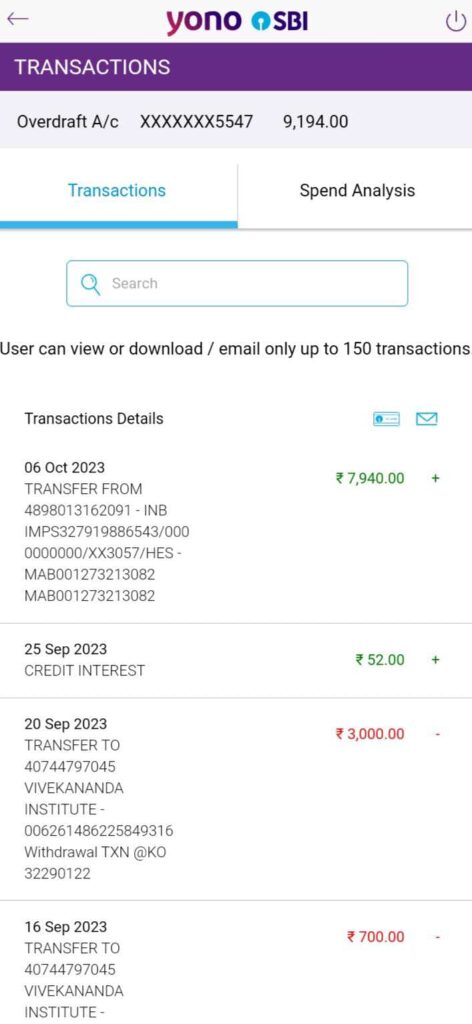 yono SBI
TRANSACTIONS
Overdraft A/c XXXXXXX5547 9,194.00
Transactions Spend Analysis
Search
User can view or download / email only up to 150 transactions
Transactions Details
06 Oct 2023
₹ 7,940.00 +
TRANSFER FROM
4898013162091 - INB
IMPS327919886543/000
0000000/XX3057/HES -
MAB001273213082
MAB001273213082
25 Sep 2023
₹ 52.00 +
CREDIT INTEREST
20 Sep 2023
₹ 3,000.00 -
TRANSFER TO
40744797045
VIVEKANANDA
INSTITUTE -
006261486225849316
Withdrawal TXN @KO
32290122
16 Sep 2023
₹ 700.00 -
TRANSFER TO
40744797045
VIVEKANANDA
INSTITUTE -